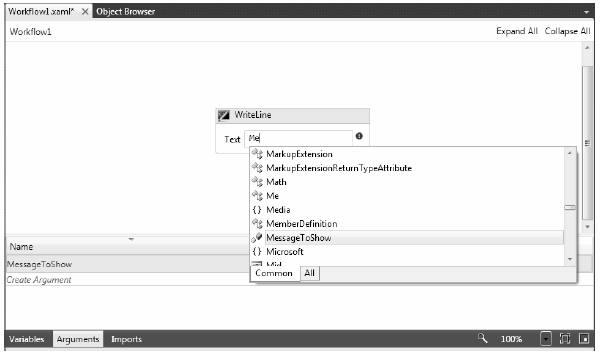 Workflow1.xaml* × Object Browser
Workflow1 Expand All Collapse All
WriteLine
Text Me
MarkupExtension
MarkupExtensionReturnTypeAttribute
Math
Me
{} Media
MemberDefinition
MessageToShow
{} Microsoft
Mid
Common All
Name
MessageToShow
Create Argument
Variables Arguments Imports 100%